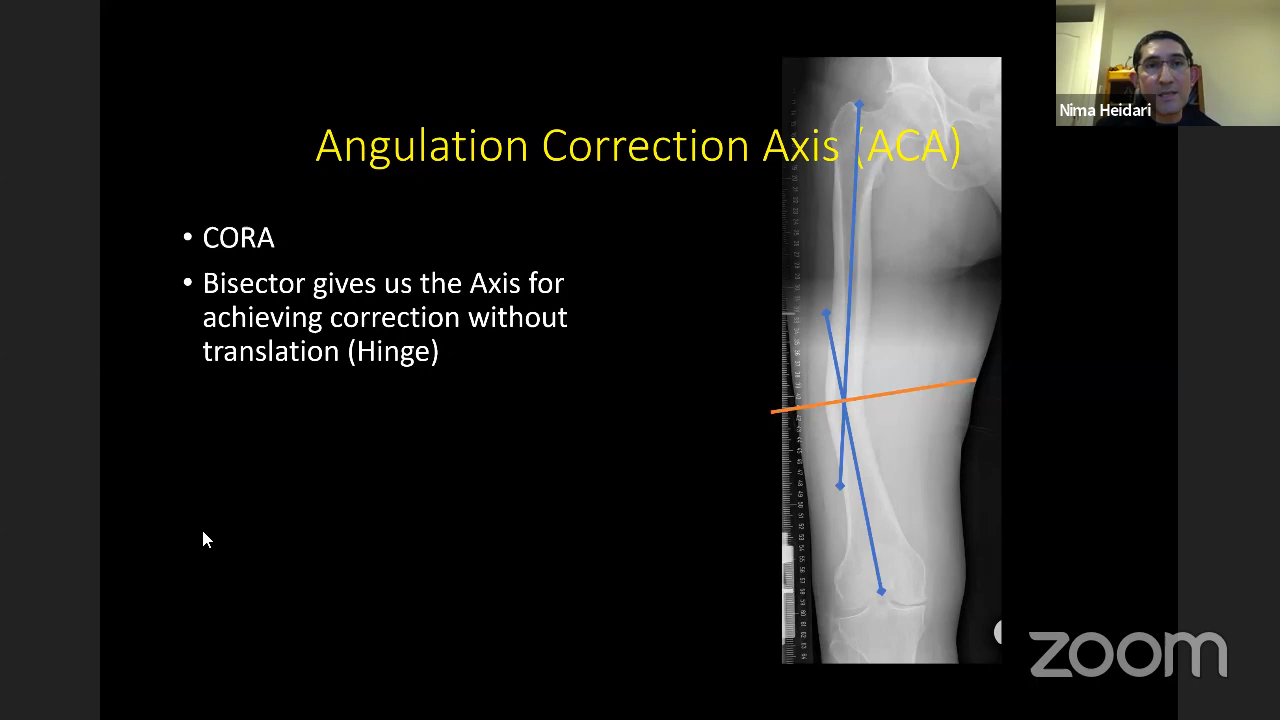 Nima Heidari
Angulation Correction Axis (ACA)
• CORA
• Bisector gives us the Axis for
achieving correction without
translation (Hinge)
zoom